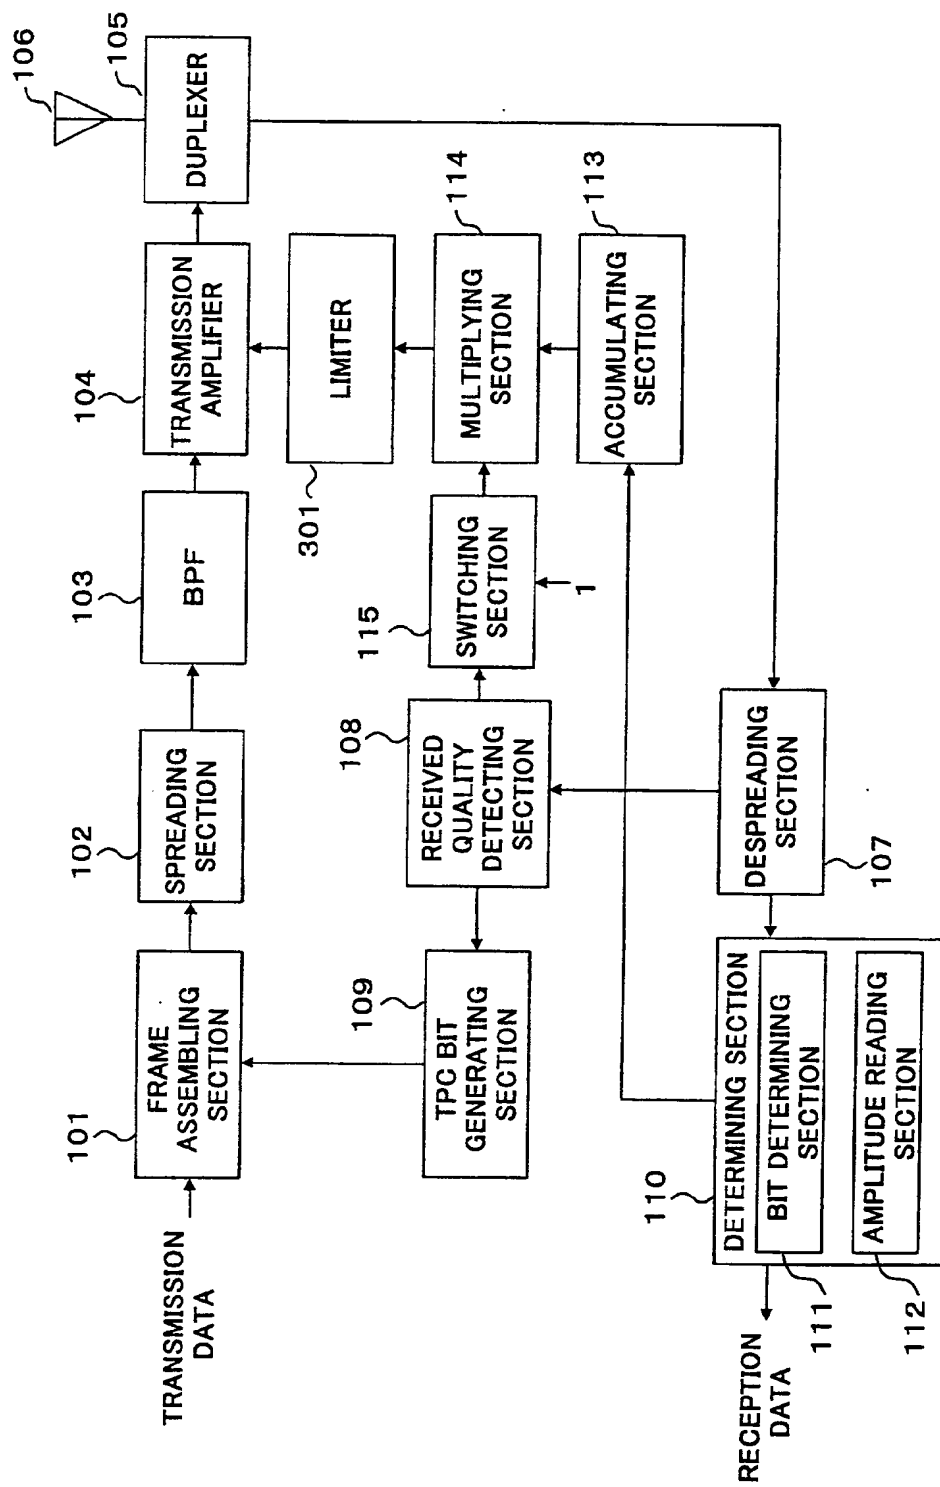 106
105
DUPLEXER
104
TRANSMISSION
AMPLIFIER
103
BPF
102
SPREADING
SECTION
101
FRAME
ASSEMBLING
SECTION
TRANSMISSION
DATA
LIMITER
301
114
MULTIPLYING
SECTION
113
ACCUMULATING
SECTION
115
SWITCHING
SECTION
1
108
RECEIVED
QUALITY
DETECTING
SECTION
109
TPC BIT
GENERATING
SECTION
DESPREADING
SECTION
107
110
DETERMINING SECTION
BIT DETERMINING
SECTION
111
AMPLITUDE READING
SECTION
112
RECEPTION
DATA